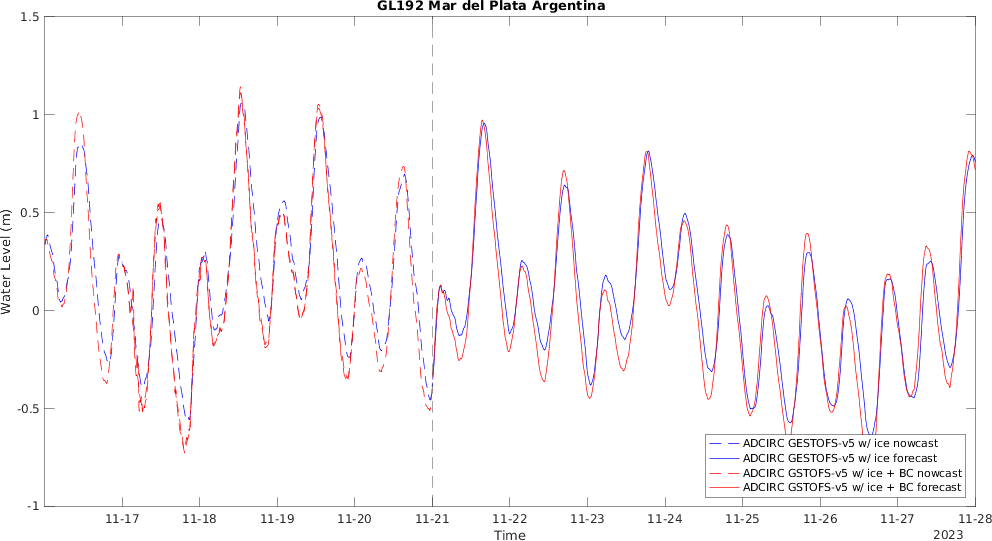 GL192 Mar del Plata Argentina
Water Level (m)
1.5
1
0.5
0
-0.5
-1
11-17 11-18 11-19 11-20 11-21 11-22 11-23 11-24 11-25 11-26 11-27 11-28
Time
2023
ADCIRC GESTOFS-v5 w/ ice nowcast
ADCIRC GESTOFS-v5 w/ ice forecast
ADCIRC GSTOFS-v5 w/ ice + BC nowcast
ADCIRC GSTOFS-v5 w/ ice + BC forecast